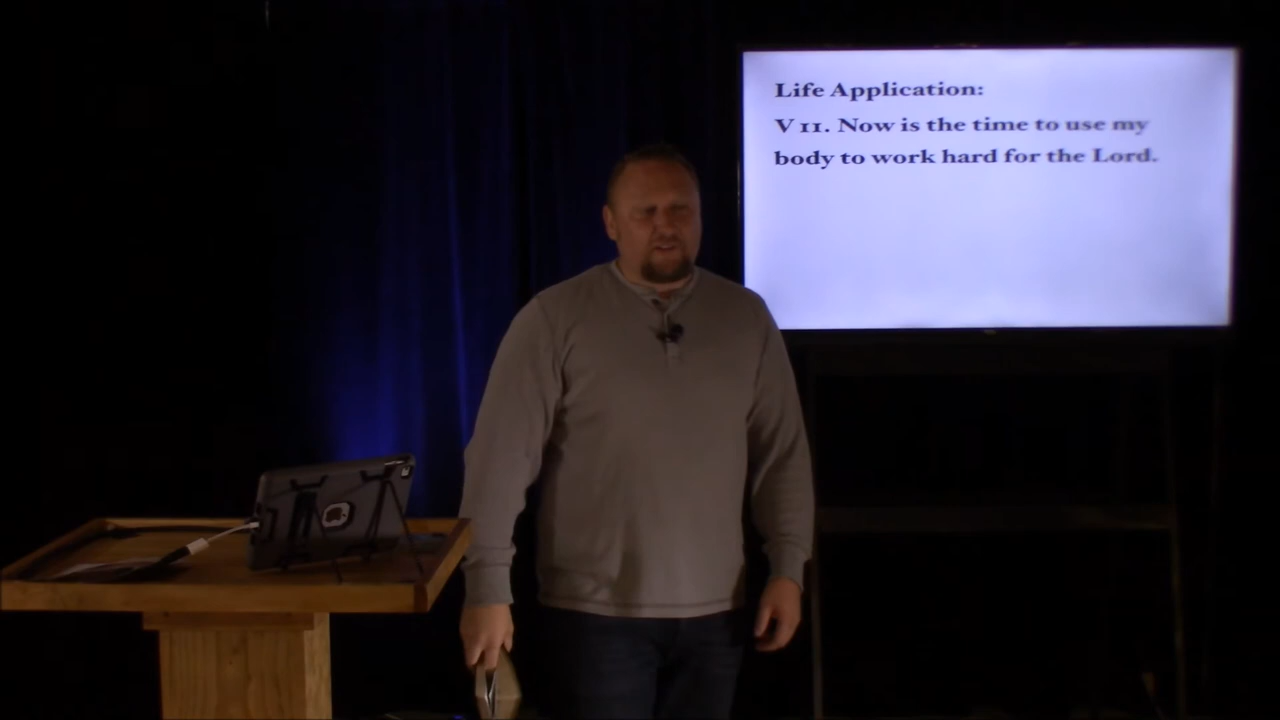 Life Application:
V 11. Now is the time to use my
body to work hard for the Lord.